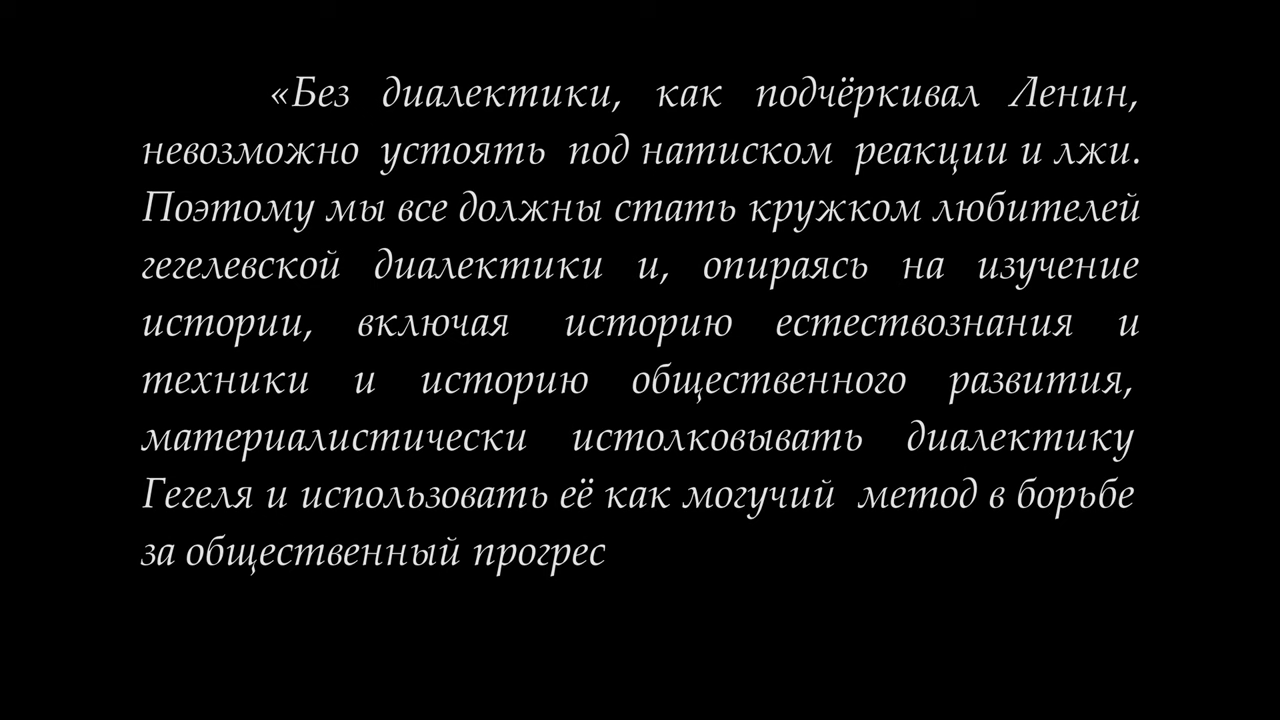 «Без диалектики, как подчёркивал Ленин,
невозможно устоять под натиском реакции и лжи.
Поэтому мы все должны стать кружком любителей
гегелевской диалектики и, опираясь на изучение
истории, включая историю естествознания и
техники и историю общественного развития,
материалистически истолковывать диалектику
Гегеля и использовать её как могучий метод в борьбе
за общественный прогрес